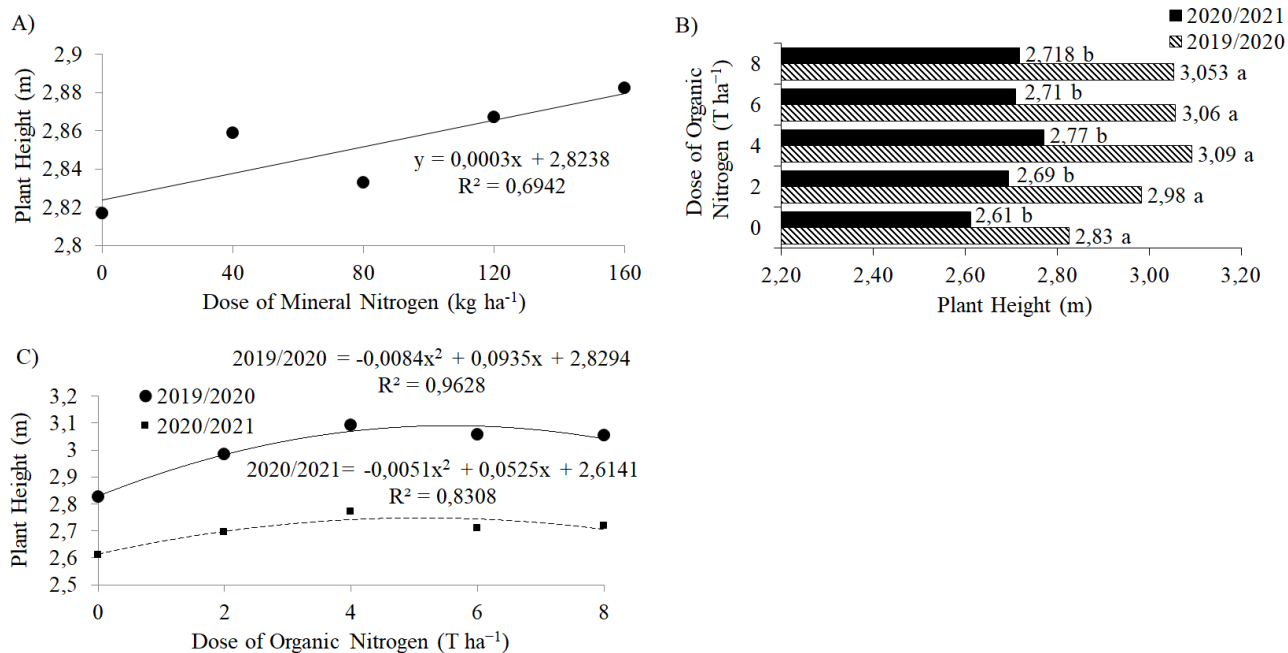 A)
2,9
2,88
2,86
2,84
2,82
2,8
Plant Height (m)
y = 0,0003x + 2,8238
R² = 0,6942
0 40 80 120 160
Dose of Mineral Nitrogen (kg ha⁻¹)
B)
2020/2021
2019/2020
Dose of Organic
Nitrogen (T ha⁻¹)
8
2,718 b
3,053 a
6
2,71 b
3,06 a
4
2,77 b
3,09 a
2
2,69 b
2,98 a
0
2,61 b
2,83 a
2,20 2,40 2,60 2,80 3,00 3,20
Plant Height (m)
C)
2019/2020 = -0,0084x² + 0,0935x + 2,8294
R² = 0,9628
2019/2020
2020/2021
3,2
3,1
3
2,9
2,8
2,7
2,6
2,5
Plant Height (m)
2020/2021= -0,0051x² + 0,0525x + 2,6141
R² = 0,8308
0 2 4 6 8
Dose of Organic Nitrogen (T ha⁻¹)